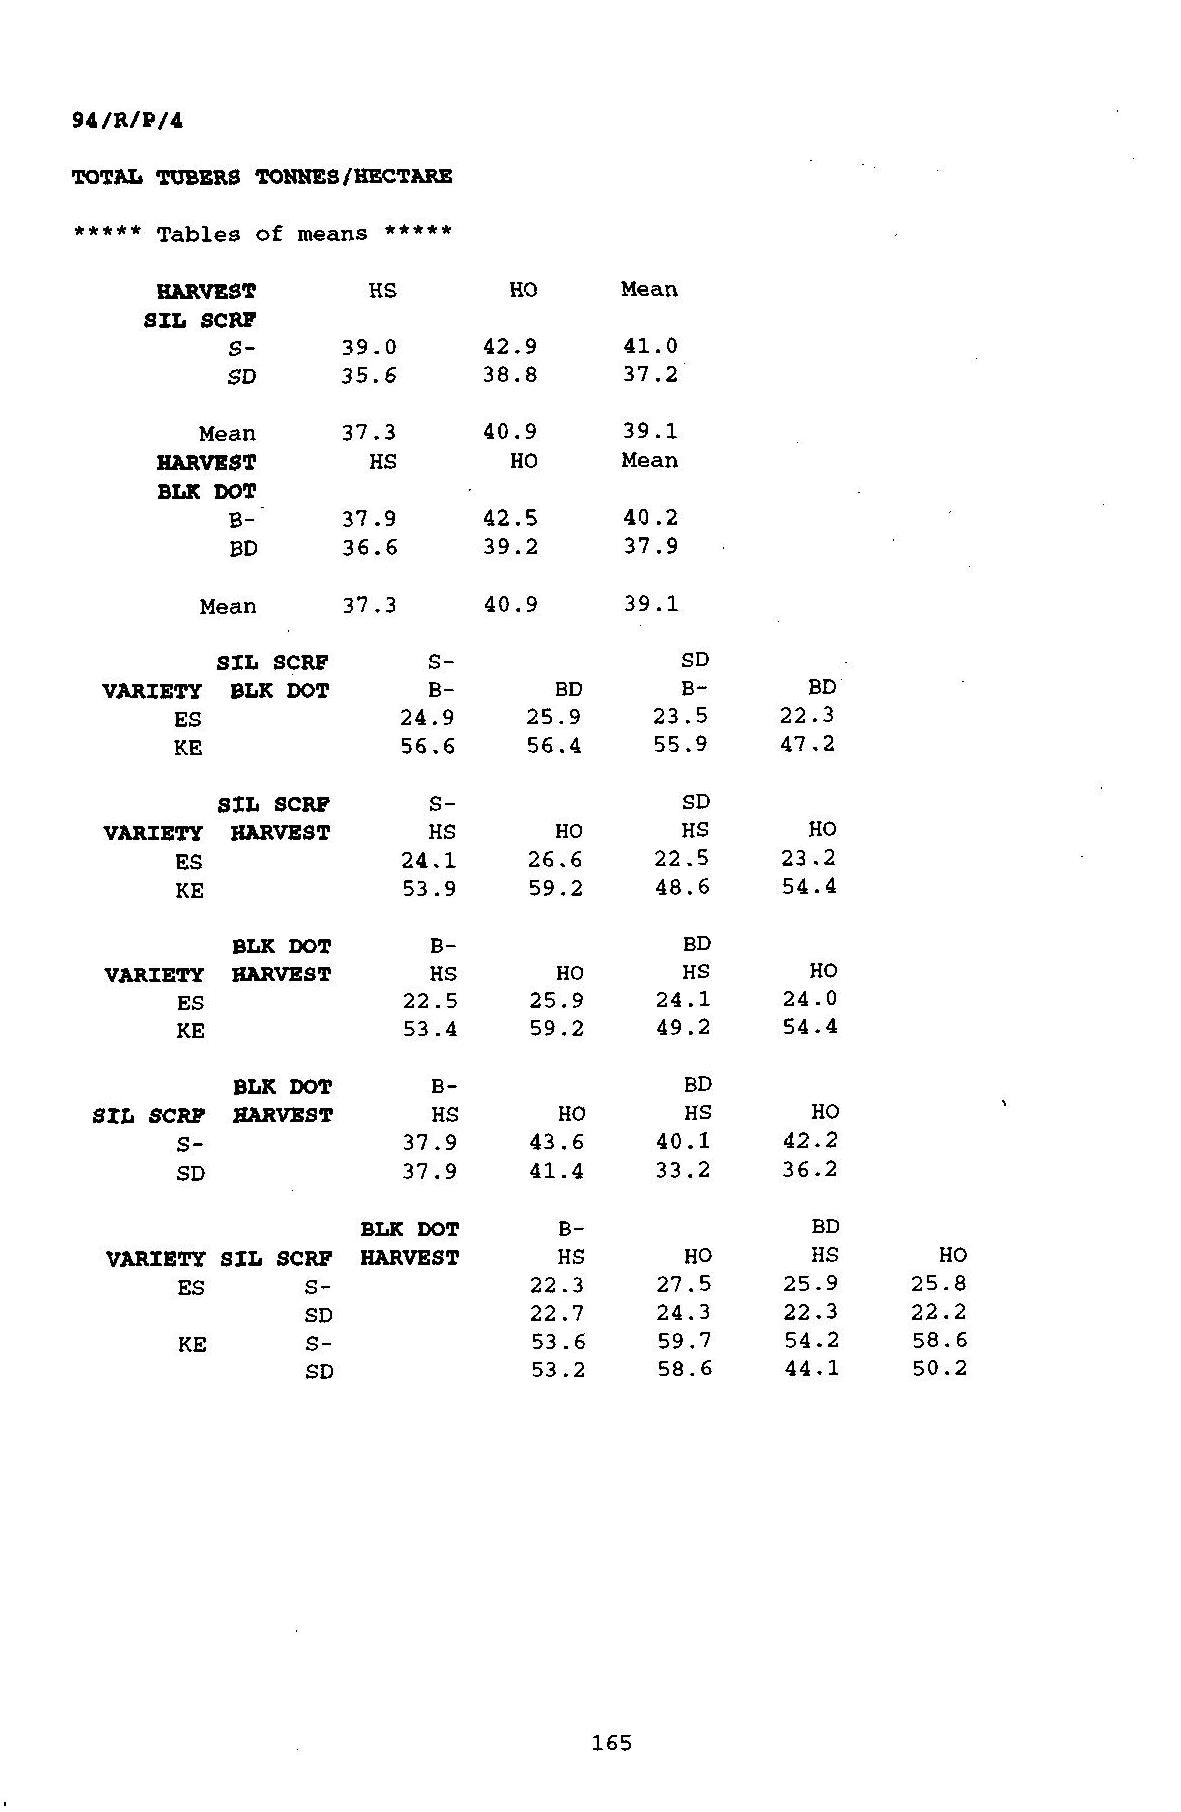 94/R/P/4
TOTAL TUBERS TONNES/HECTARE
***** Tables of means *****
HARVEST HS HO Mean
SIL SCRF
S- 39.0 42.9 41.0
SD 35.6 38.8 37.2
Mean 37.3 40.9 39.1
HARVEST HS HO Mean
BLK DOT
B- 37.9 42.5 40.2
BD 36.6 39.2 37.9
Mean 37.3 40.9 39.1
SIL SCRF S- SD
VARIETY BLK DOT B- BD B- BD
ES 24.9 25.9 23.5 22.3
KE 56.6 56.4 55.9 47.2
SIL SCRF S- SD
VARIETY HARVEST HS HO HS HO
ES 24.1 26.6 22.5 23.2
KE 53.9 59.2 48.6 54.4
BLK DOT B- BD
VARIETY HARVEST HS HO HS HO
ES 22.5 25.9 24.1 24.0
KE 53.4 59.2 49.2 54.4
BLK DOT B- BD
SIL SCRF HARVEST HS HO HS HO
S- 37.9 43.6 40.1 42.2
SD 37.9 41.4 33.2 36.2
BLK DOT B- BD
VARIETY SIL SCRF HARVEST HS HO HS HO
ES S- 22.3 27.5 25.9 25.8
SD 22.7 24.3 22.3 22.2
KE S- 53.6 59.7 54.2 58.6
SD 53.2 58.6 44.1 50.2
165